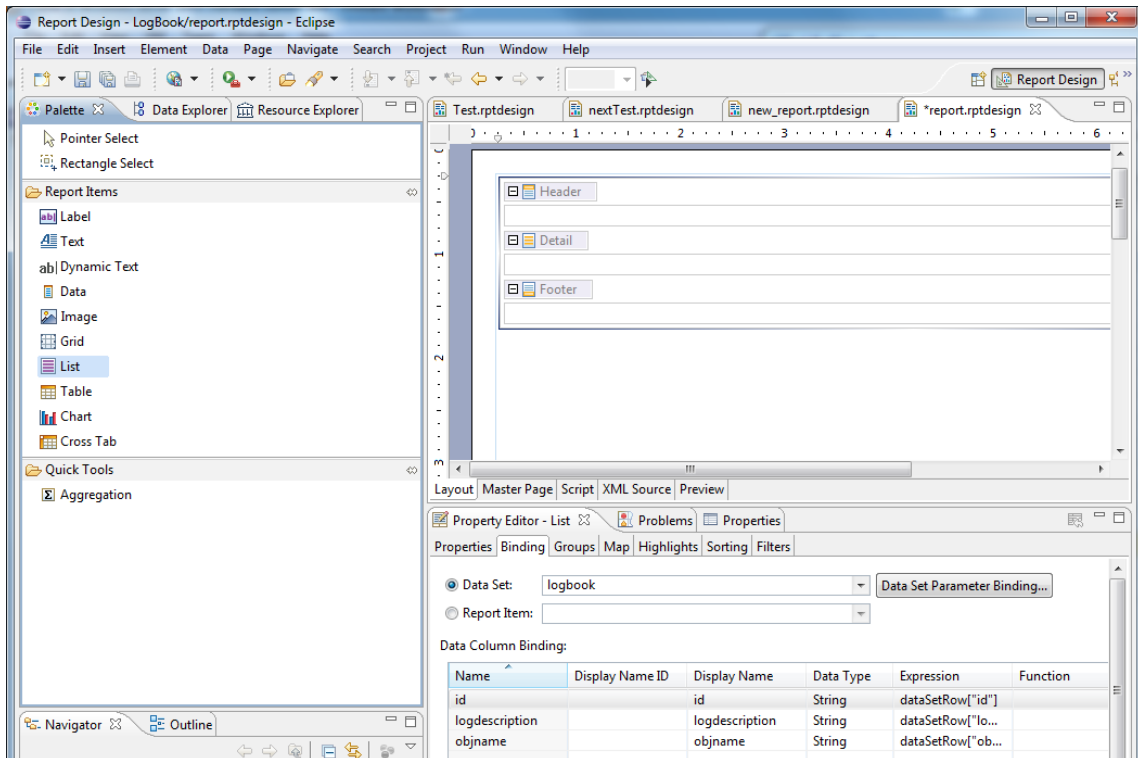 Report Design - LogBook/report.rptdesign - Eclipse
File Edit Insert Element Data Page Navigate Search Project Run Window Help
Report Design
Palette Data Explorer Resource Explorer
Pointer Select
Rectangle Select
Report Items
Label
Text
Dynamic Text
Data
Image
Grid
List
Table
Chart
Cross Tab
Quick Tools
Aggregation
Navigator Outline
Test.rptdesign nextTest.rptdesign new_report.rptdesign *report.rptdesign
1 2 3 4 5 6
Header
1
Detail
Footer
2
3
Layout Master Page Script XML Source Preview
Property Editor - List Problems Properties
Properties Binding Groups Map Highlights Sorting Filters
Data Set: logbook Data Set Parameter Binding...
Report Item:
Data Column Binding:
Name Display Name ID Display Name Data Type Expression Function
id id String dataSetRow["id"]
logdescription logdescription String dataSetRow["lo...
objname objname String dataSetRow["ob...